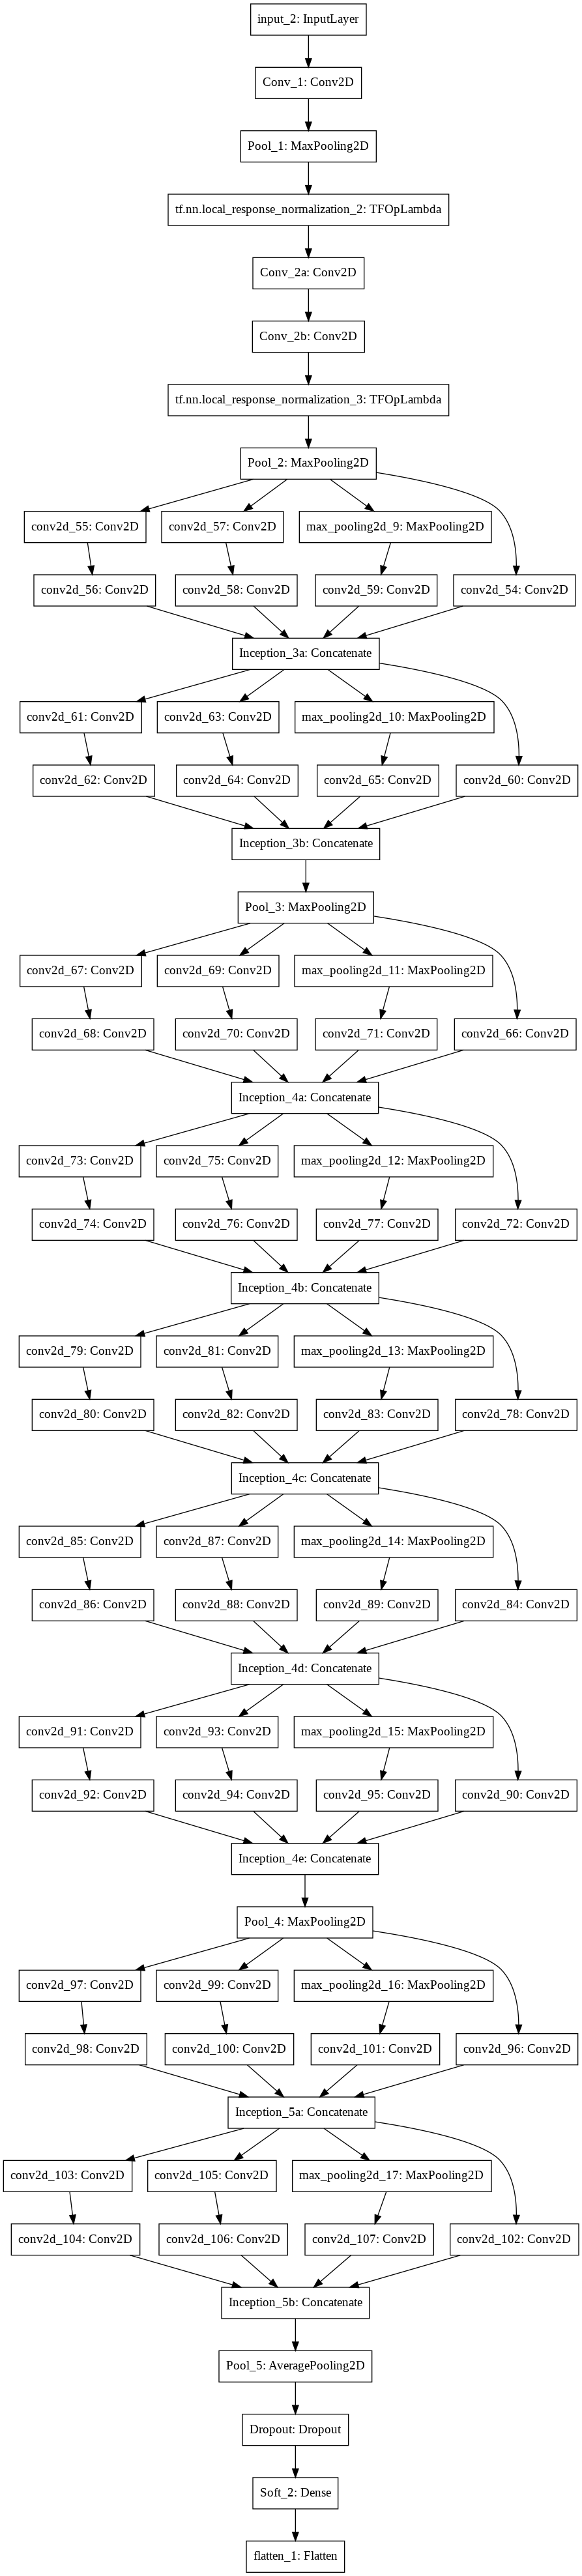 input_2: InputLayer
Conv_1: Conv2D
Pool_1: MaxPooling2D
tf.nn.local_response_normalization_2: TFOpLambda
Conv_2a: Conv2D
Conv_2b: Conv2D
tf.nn.local_response_normalization_3: TFOpLambda
Pool_2: MaxPooling2D
conv2d_55: Conv2D
conv2d_57: Conv2D
max_pooling2d_9: MaxPooling2D
conv2d_56: Conv2D
conv2d_58: Conv2D
conv2d_59: Conv2D
conv2d_54: Conv2D
Inception_3a: Concatenate
conv2d_61: Conv2D
conv2d_63: Conv2D
max_pooling2d_10: MaxPooling2D
conv2d_62: Conv2D
conv2d_64: Conv2D
conv2d_65: Conv2D
conv2d_60: Conv2D
Inception_3b: Concatenate
Pool_3: MaxPooling2D
conv2d_67: Conv2D
conv2d_69: Conv2D
max_pooling2d_11: MaxPooling2D
conv2d_68: Conv2D
conv2d_70: Conv2D
conv2d_71: Conv2D
conv2d_66: Conv2D
Inception_4a: Concatenate
conv2d_73: Conv2D
conv2d_75: Conv2D
max_pooling2d_12: MaxPooling2D
conv2d_74: Conv2D
conv2d_76: Conv2D
conv2d_77: Conv2D
conv2d_72: Conv2D
Inception_4b: Concatenate
conv2d_79: Conv2D
conv2d_81: Conv2D
max_pooling2d_13: MaxPooling2D
conv2d_80: Conv2D
conv2d_82: Conv2D
conv2d_83: Conv2D
conv2d_78: Conv2D
Inception_4c: Concatenate
conv2d_85: Conv2D
conv2d_87: Conv2D
max_pooling2d_14: MaxPooling2D
conv2d_86: Conv2D
conv2d_88: Conv2D
conv2d_89: Conv2D
conv2d_84: Conv2D
Inception_4d: Concatenate
conv2d_91: Conv2D
conv2d_93: Conv2D
max_pooling2d_15: MaxPooling2D
conv2d_92: Conv2D
conv2d_94: Conv2D
conv2d_95: Conv2D
conv2d_90: Conv2D
Inception_4e: Concatenate
Pool_4: MaxPooling2D
conv2d_97: Conv2D
conv2d_99: Conv2D
max_pooling2d_16: MaxPooling2D
conv2d_98: Conv2D
conv2d_100: Conv2D
conv2d_101: Conv2D
conv2d_96: Conv2D
Inception_5a: Concatenate
conv2d_103: Conv2D
conv2d_105: Conv2D
max_pooling2d_17: MaxPooling2D
conv2d_104: Conv2D
conv2d_106: Conv2D
conv2d_107: Conv2D
conv2d_102: Conv2D
Inception_5b: Concatenate
Pool_5: AveragePooling2D
Dropout: Dropout
Soft_2: Dense
flatten_1: Flatten